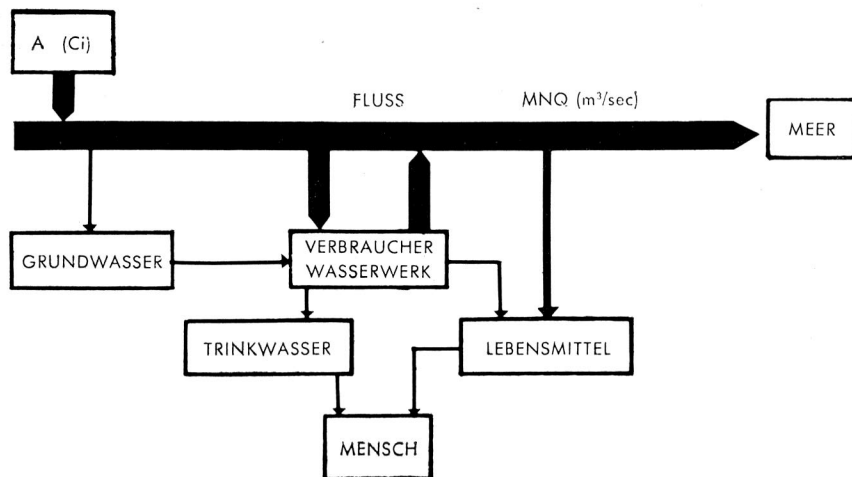 A (Ci)
FLUSS
MNQ (m³/sec)
MEER
GRUNDWASSER
VERBRAUCHER
WASSERWERK
TRINKWASSER
LEBENSMITTEL
MENSCH